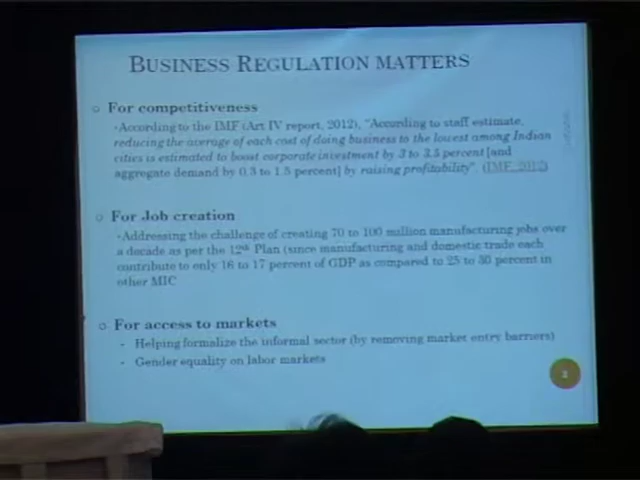 BUSINESS REGULATION MATTERS
○ For competitiveness
•According to the IMF (Art IV report, 2012), "According to staff estimate,
reducing the average of each cost of doing business to the lowest among Indian
cities is estimated to boost corporate investment by 3 to 3.5 percent [and
aggregate demand by 0.3 to 1.5 percent] by raising profitability". (IMF, 2012)
○ For Job creation
•Addressing the challenge of creating 70 to 100 million manufacturing jobs over
a decade as per the 12th Plan (since manufacturing and domestic trade each
contribute to only 16 to 17 percent of GDP as compared to 25 to 30 percent in
other MIC
○ For access to markets
- Helping formalize the informal sector (by removing market entry barriers)
- Gender equality on labor markets
2